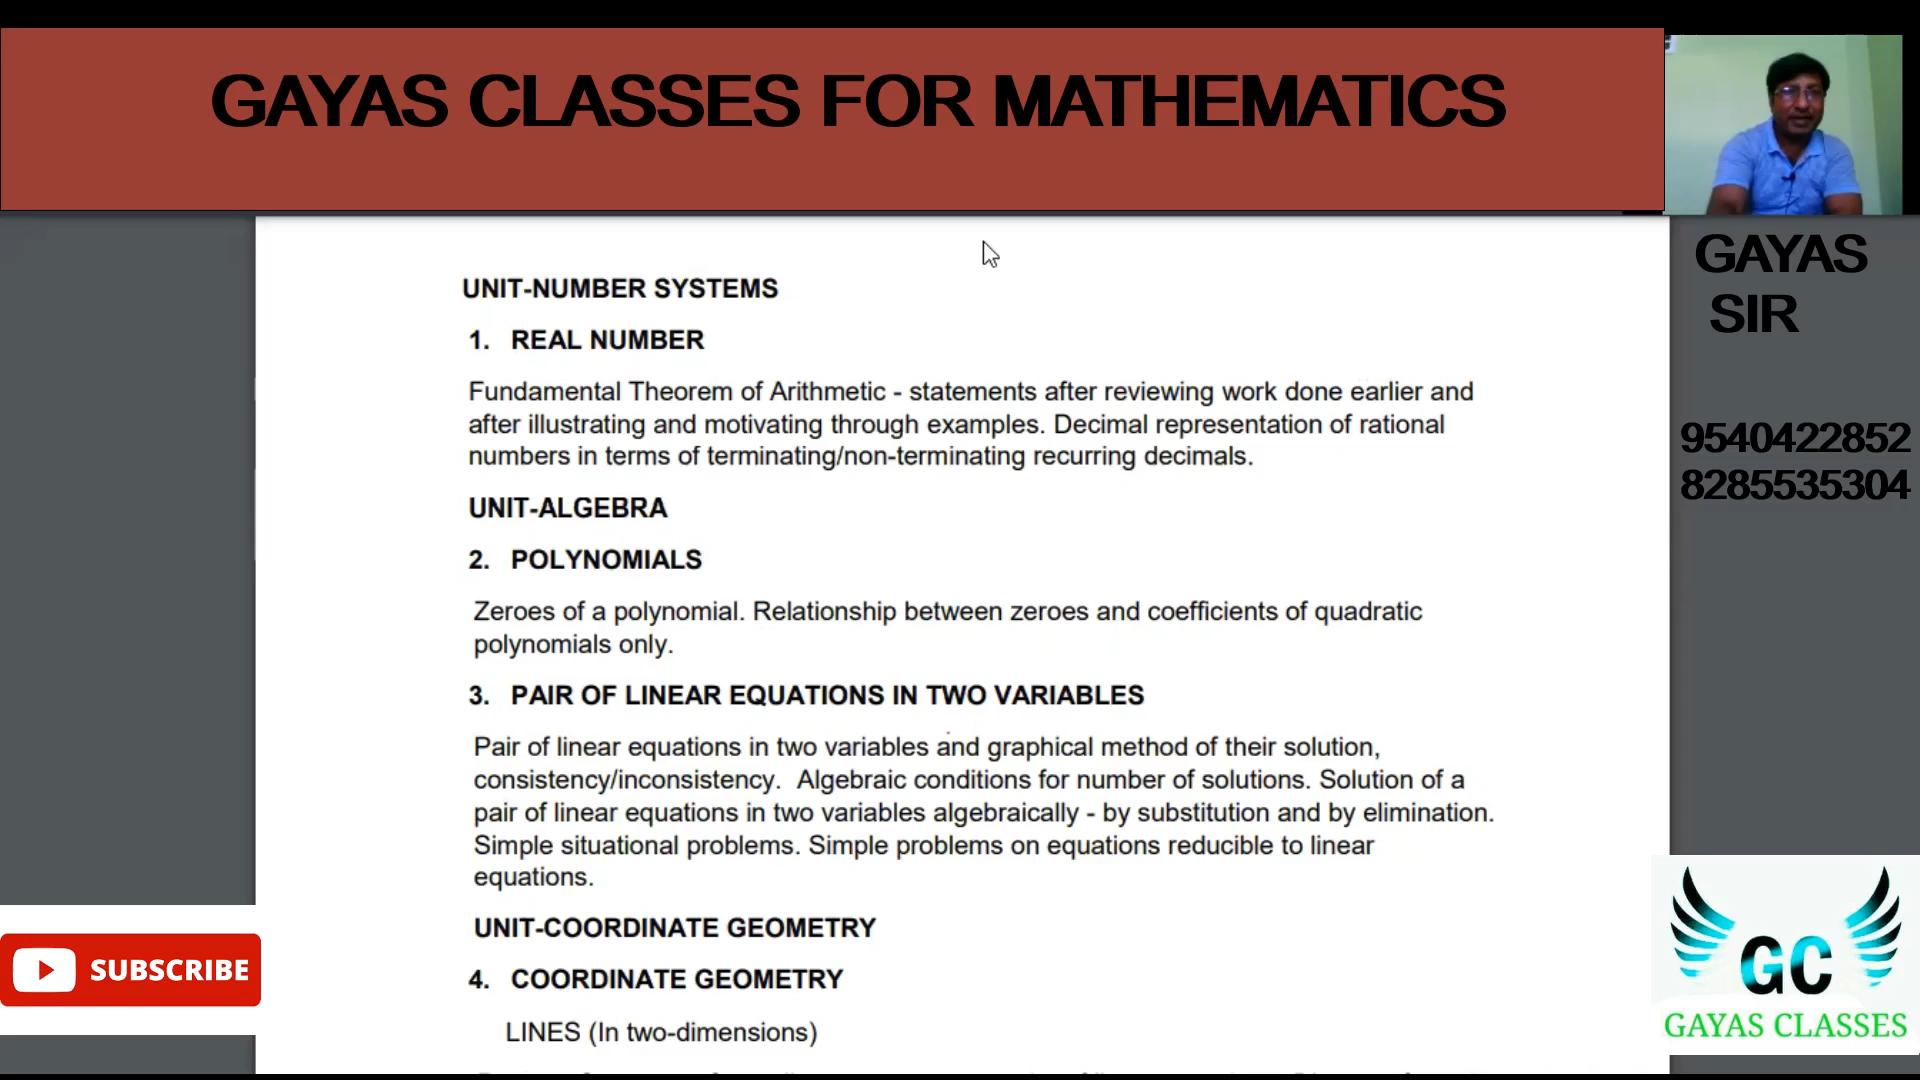 GAYAS CLASSES FOR MATHEMATICS
GAYAS
SIR
9540422852
8285535304
UNIT-NUMBER SYSTEMS
1. REAL NUMBER
Fundamental Theorem of Arithmetic - statements after reviewing work done earlier and
after illustrating and motivating through examples. Decimal representation of rational
numbers in terms of terminating/non-terminating recurring decimals.
UNIT-ALGEBRA
2. POLYNOMIALS
Zeroes of a polynomial. Relationship between zeroes and coefficients of quadratic
polynomials only.
3. PAIR OF LINEAR EQUATIONS IN TWO VARIABLES
Pair of linear equations in two variables and graphical method of their solution,
consistency/inconsistency. Algebraic conditions for number of solutions. Solution of a
pair of linear equations in two variables algebraically - by substitution and by elimination.
Simple situational problems. Simple problems on equations reducible to linear
equations.
UNIT-COORDINATE GEOMETRY
4. COORDINATE GEOMETRY
LINES (In two-dimensions)
SUBSCRIBE
GC
GAYAS CLASSES